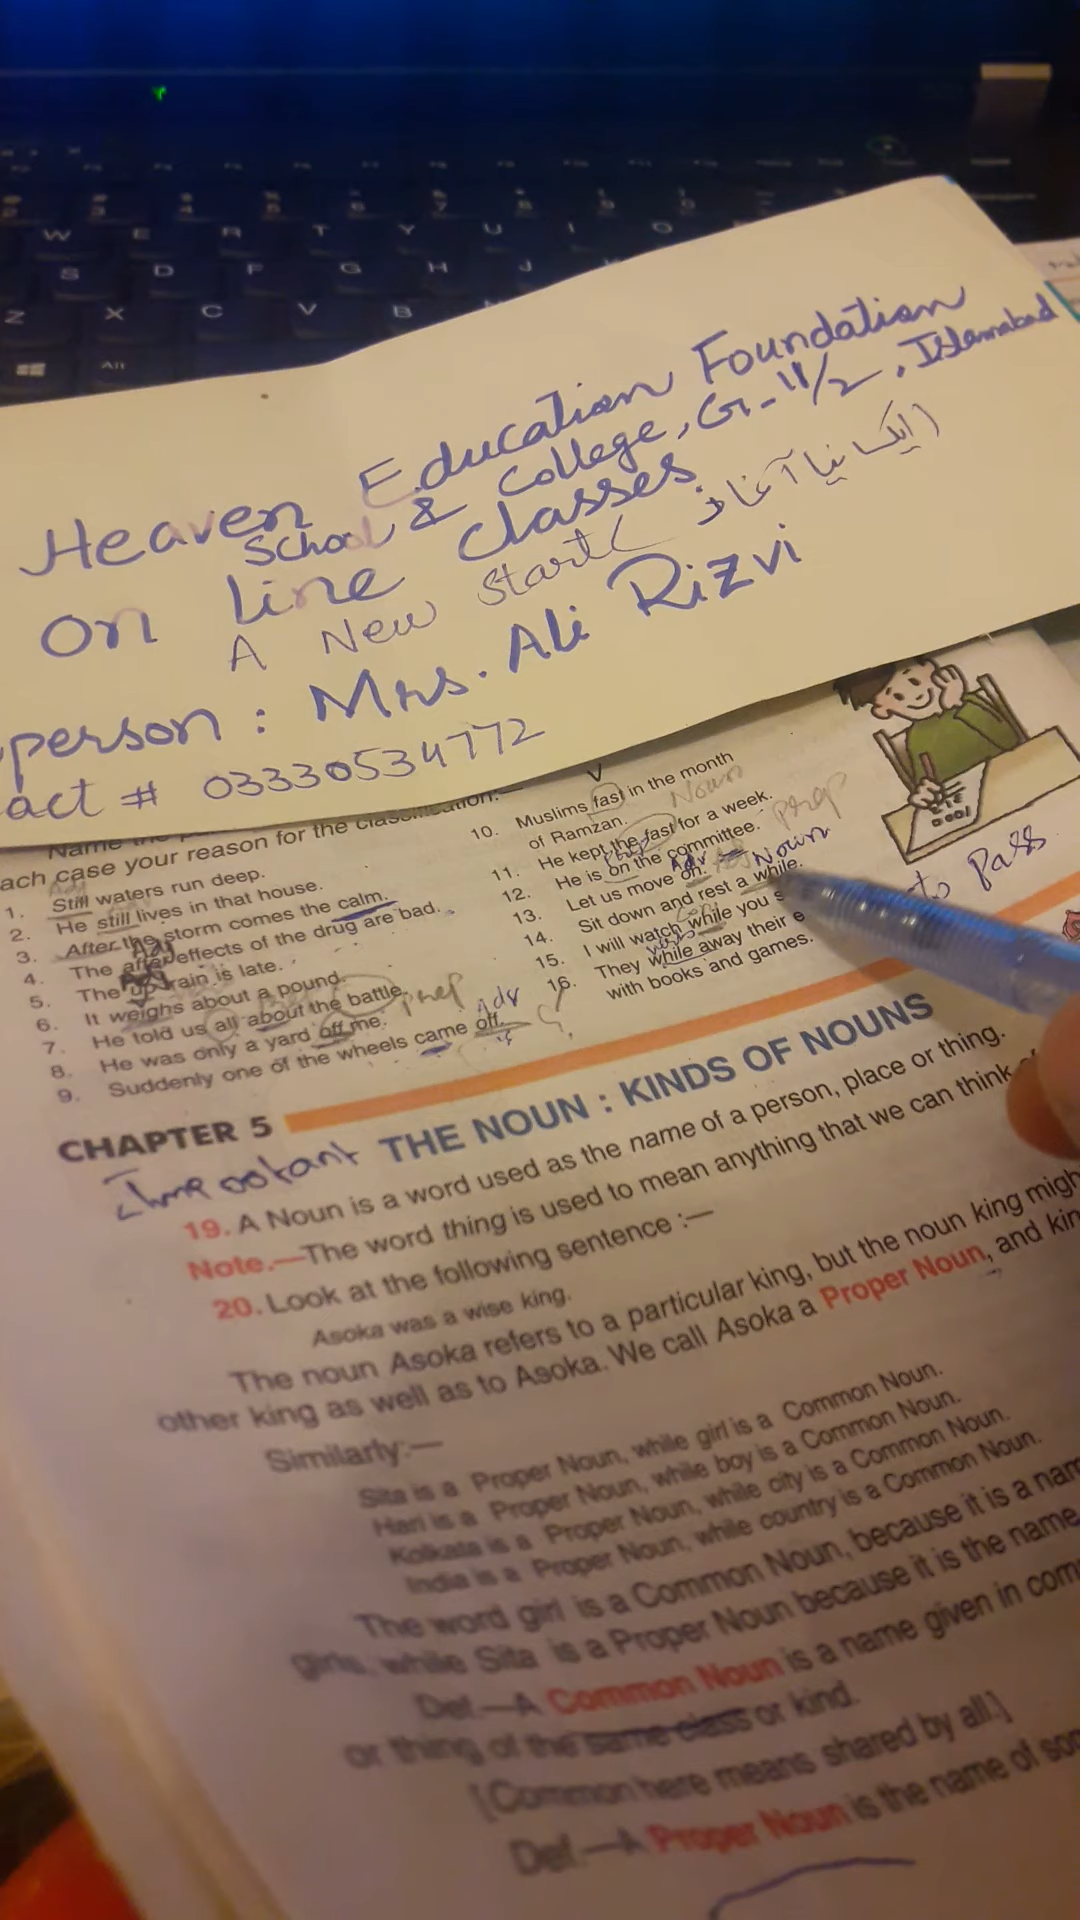 W E R T Y U I O
S D F G H J
Z X C V B
Alt
Heaven Education Foundation
School & College, G-11/2, Islamabad
On line classes.
A New Start (ایک نیا آغاز)
person : Mrs. Ali Rizvi
act # 03330534772
Name the
each case your reason for the classification:—
Adj
1. Still waters run deep.
2. He still lives in that house.
3. After the storm comes the calm.
Adj
4. The after effects of the drug are bad.
5. The up train is late.
6. It weighs about a pound.
7. He told us all about the battle.
prep
8. He was only a yard off me.
Adv
9. Suddenly one of the wheels came off.
?
10. Muslims fast in the month
of Ramzan.
Noun
11. He kept the fast for a week.
prep
12. He is on the committee.
Adv
13. Let us move on.
Noun
14. Sit down and rest a while.
15. I will watch while you s
16. They while away their e
with books and games.
to Pass
CHAPTER 5
THE NOUN : KINDS OF NOUNS
Important
19. A Noun is a word used as the name of a person, place or thing.
Note.—The word thing is used to mean anything that we can think of
20. Look at the following sentence :—
Asoka was a wise king.
The noun Asoka refers to a particular king, but the noun king migh
other king as well as to Asoka. We call Asoka a Proper Noun, and kin
Similarly:—
Sita is a Proper Noun, while girl is a Common Noun.
Hari is a Proper Noun, while boy is a Common Noun.
Kolkata is a Proper Noun, while city is a Common Noun.
India is a Proper Noun, while country is a Common Noun.
The word girl is a Common Noun, because it is a nam
girls, while Sita is a Proper Noun because it is the name
Def.—A Common Noun is a name given in com
or thing of the same class or kind.
[Common here means shared by all.]
Def.—A Proper Noun is the name of som